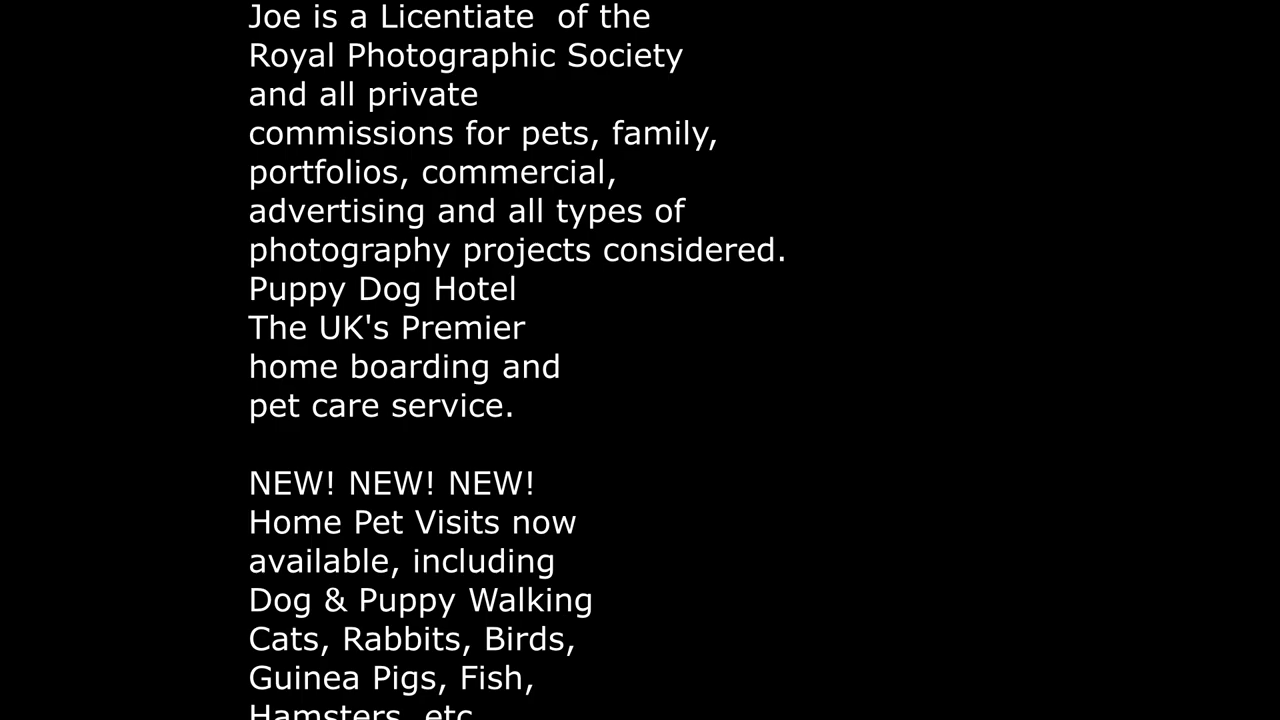 Joe is a Licentiate  of the
Royal Photographic Society
and all private
commissions for pets, family,
portfolios, commercial,
advertising and all types of
photography projects considered.
Puppy Dog Hotel
The UK's Premier
home boarding and
pet care service.

NEW! NEW! NEW!
Home Pet Visits now
available, including
Dog & Puppy Walking
Cats, Rabbits, Birds,
Guinea Pigs, Fish,
Hamsters, etc